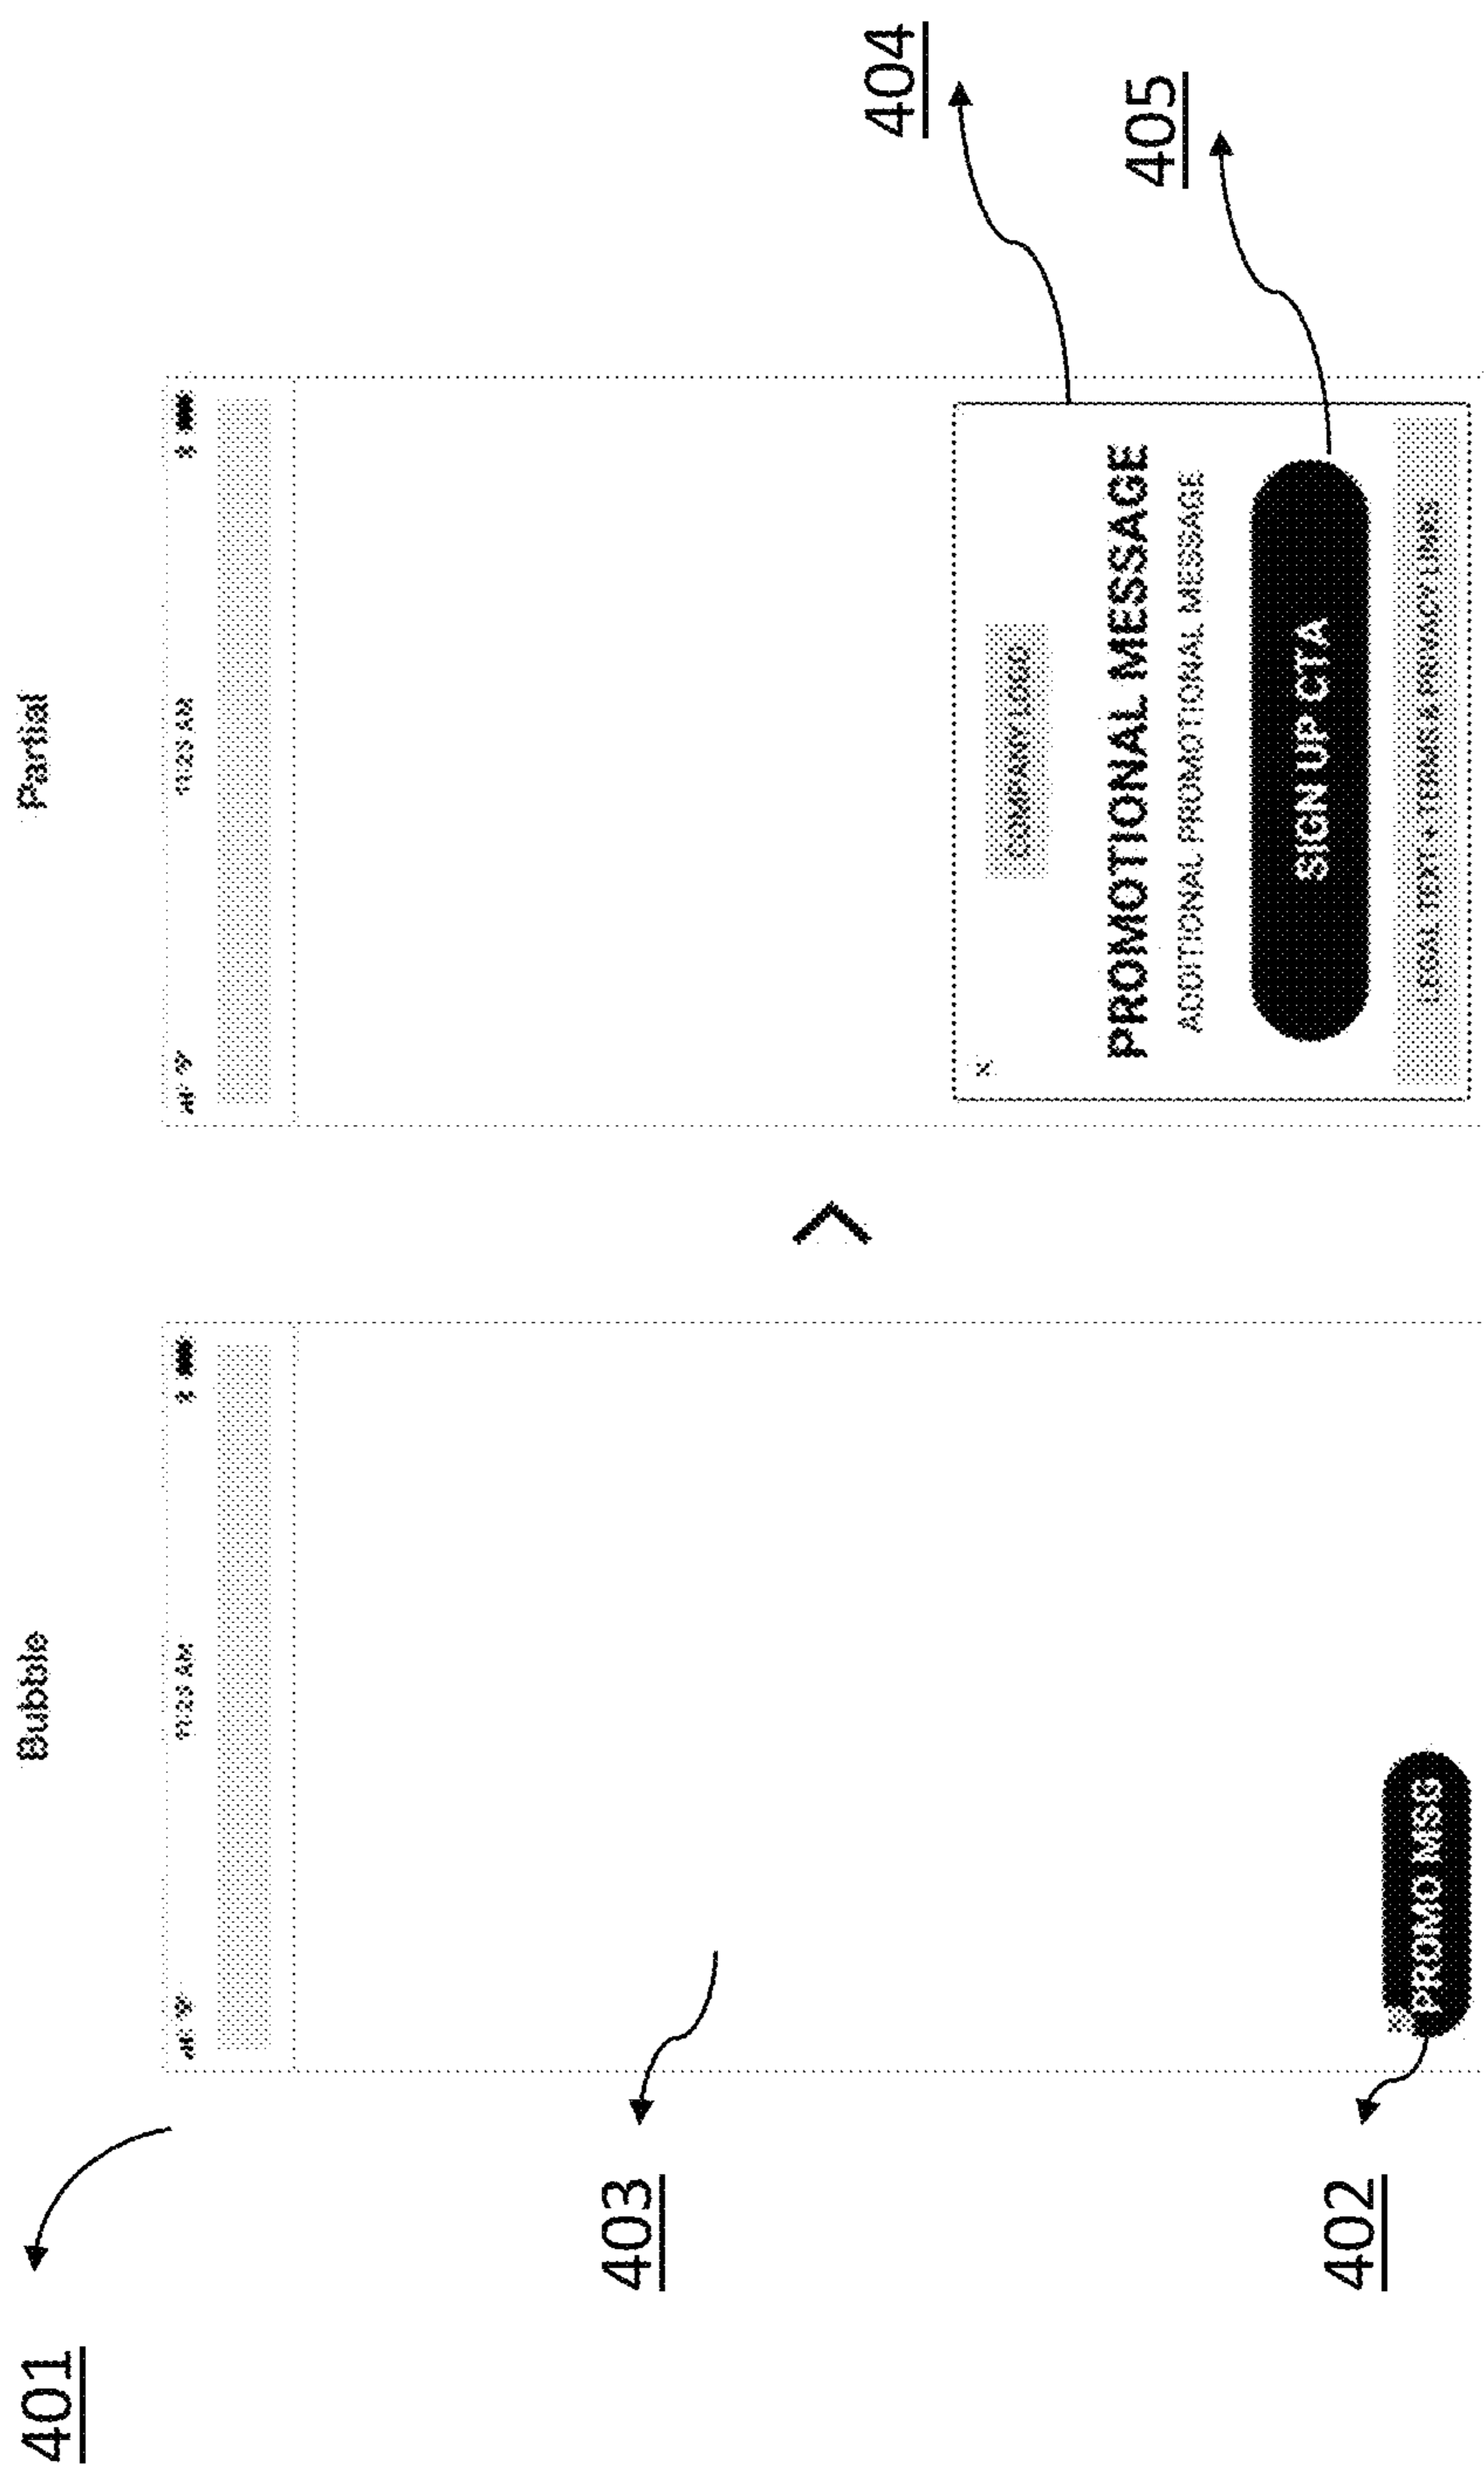 401
Bubble
Partial
11:23 AM
11:23 AM
404
403
COMPANY LOGO
405
PROMOTIONAL MESSAGE
ADDITIONAL PROMOTIONAL MESSAGE
SIGN UP CTA
402
PROMO MSG
LEGAL TEXT + TERMS & PRIVACY LINKS